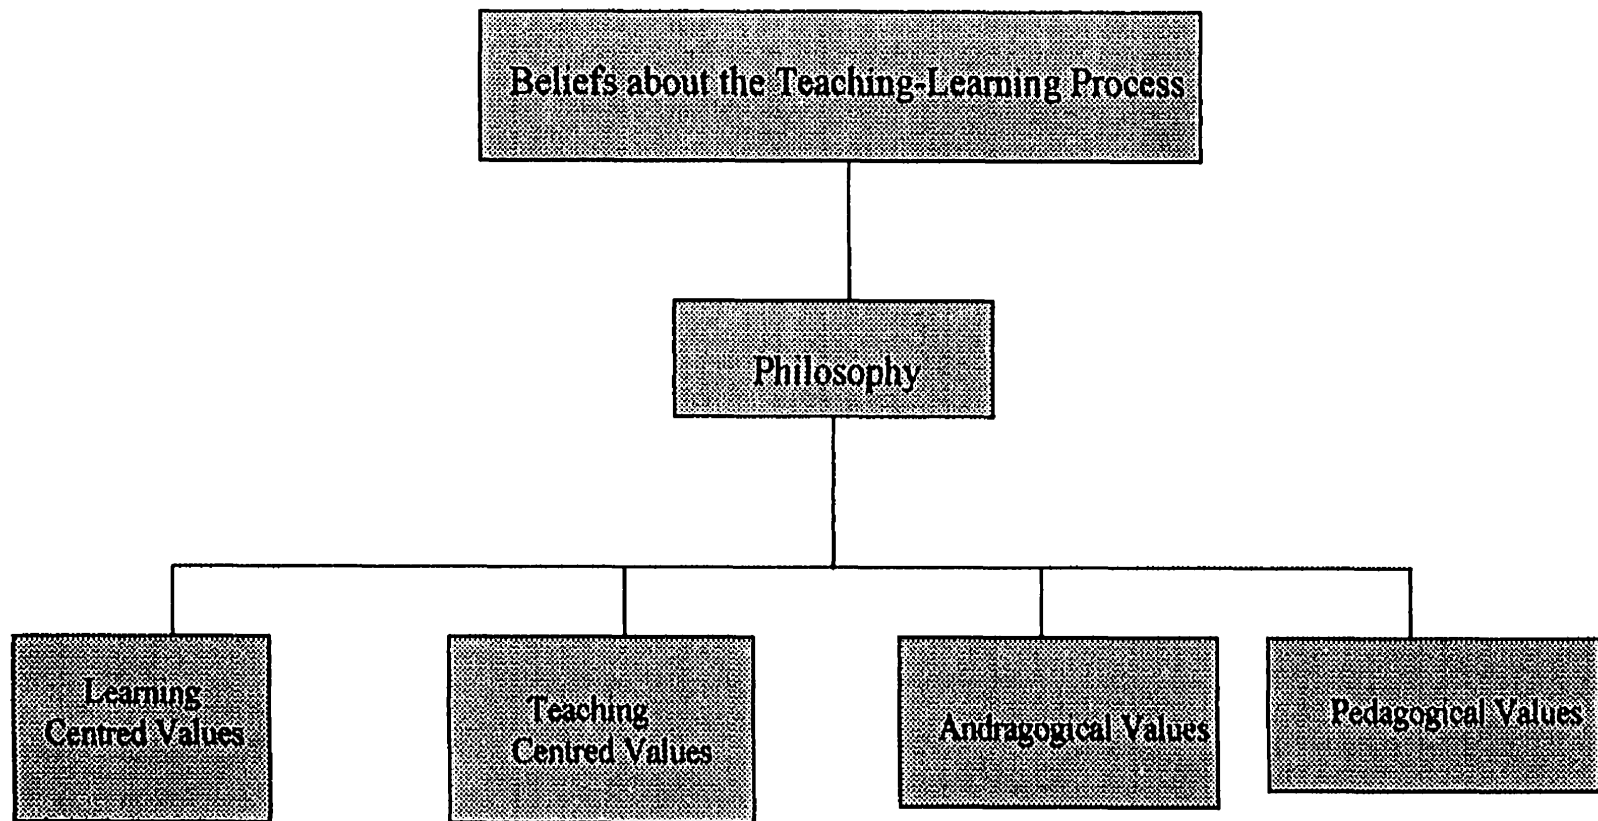 Beliefs about the Teaching-Learning Process
Philosophy
Learning
Centred Values
Teaching
Centred Values
Andragogical Values
Pedagogical Values